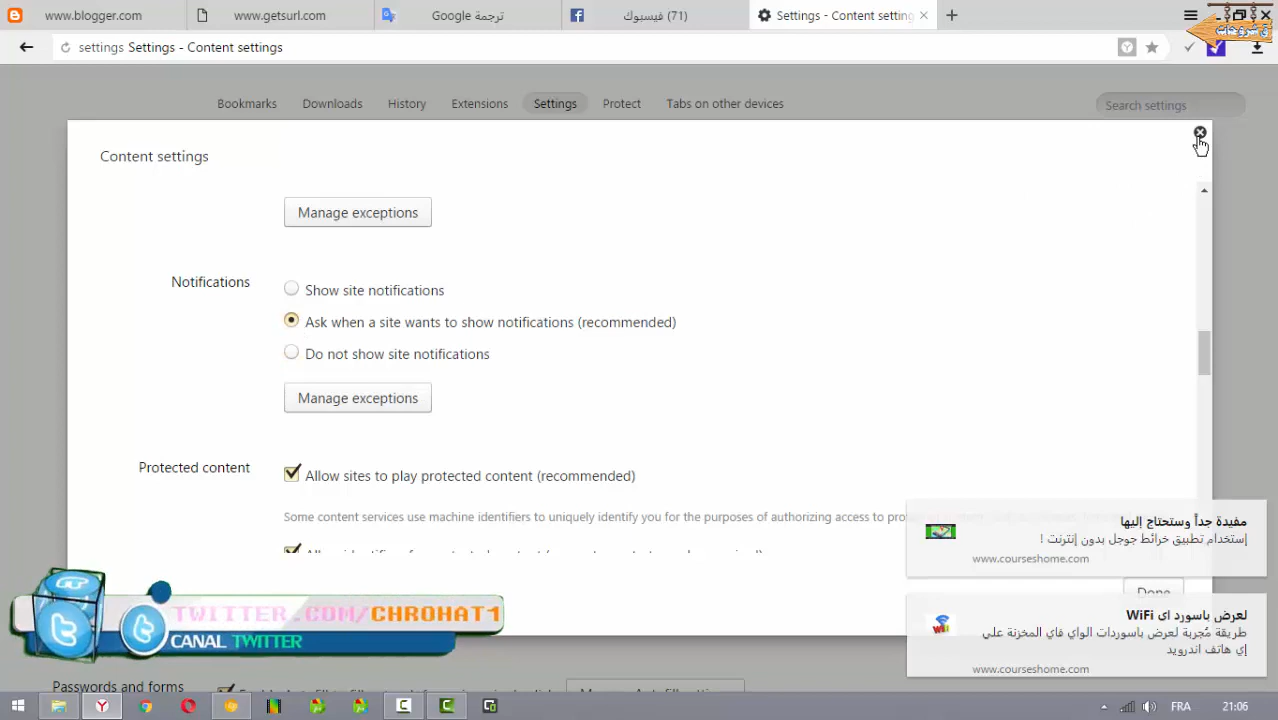 www.blogger.com
www.getsurl.com
ترجمة Google
(71) فيسبوك
Settings - Content setting
settings Settings - Content settings
Bookmarks
Downloads
History
Extensions
Settings
Protect
Tabs on other devices
Search settings
Content settings
Manage exceptions
Notifications
Show site notifications
Ask when a site wants to show notifications (recommended)
Do not show site notifications
Manage exceptions
Protected content
Allow sites to play protected content (recommended)
Some content services use machine identifiers to uniquely identify you for the purposes of authorizing access to
مفيدة جداً وستحتاج إليها
إستخدام تطبيق خرائط جوجل بدون إنترنت !
www.courseshome.com
Done
لعرض باسورد اي WiFi
طريقة مُجربة لعرض باسوردات الواي فاي المخزنة علي
إي هاتف اندرويد
www.courseshome.com
TWITTER.COM/CHROHAT1
CANAL TWITTER
Passwords and forms
FRA
21:06